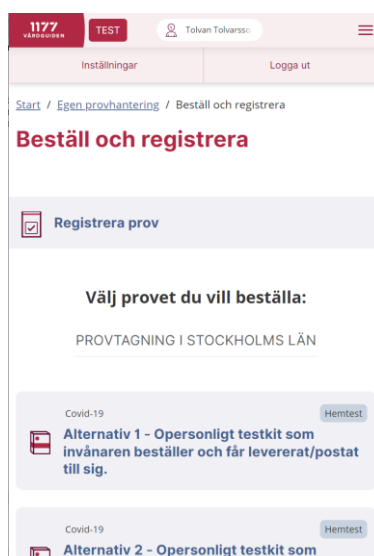 1177
VÅRDGUIDEN
TEST
Tolvan Tolvarsso
Inställningar
Logga ut
Start / Egen provhantering / Beställ och registrera
Beställ och registrera
Registrera prov
Välj provet du vill beställa:
PROVTAGNING I STOCKHOLMS LÄN
Covid-19
Hemtest
Alternativ 1 - Opersonligt testkit som
invånaren beställer och får levererat/postat
till sig.
Covid-19
Hemtest
Alternativ 2 - Opersonligt testkit som